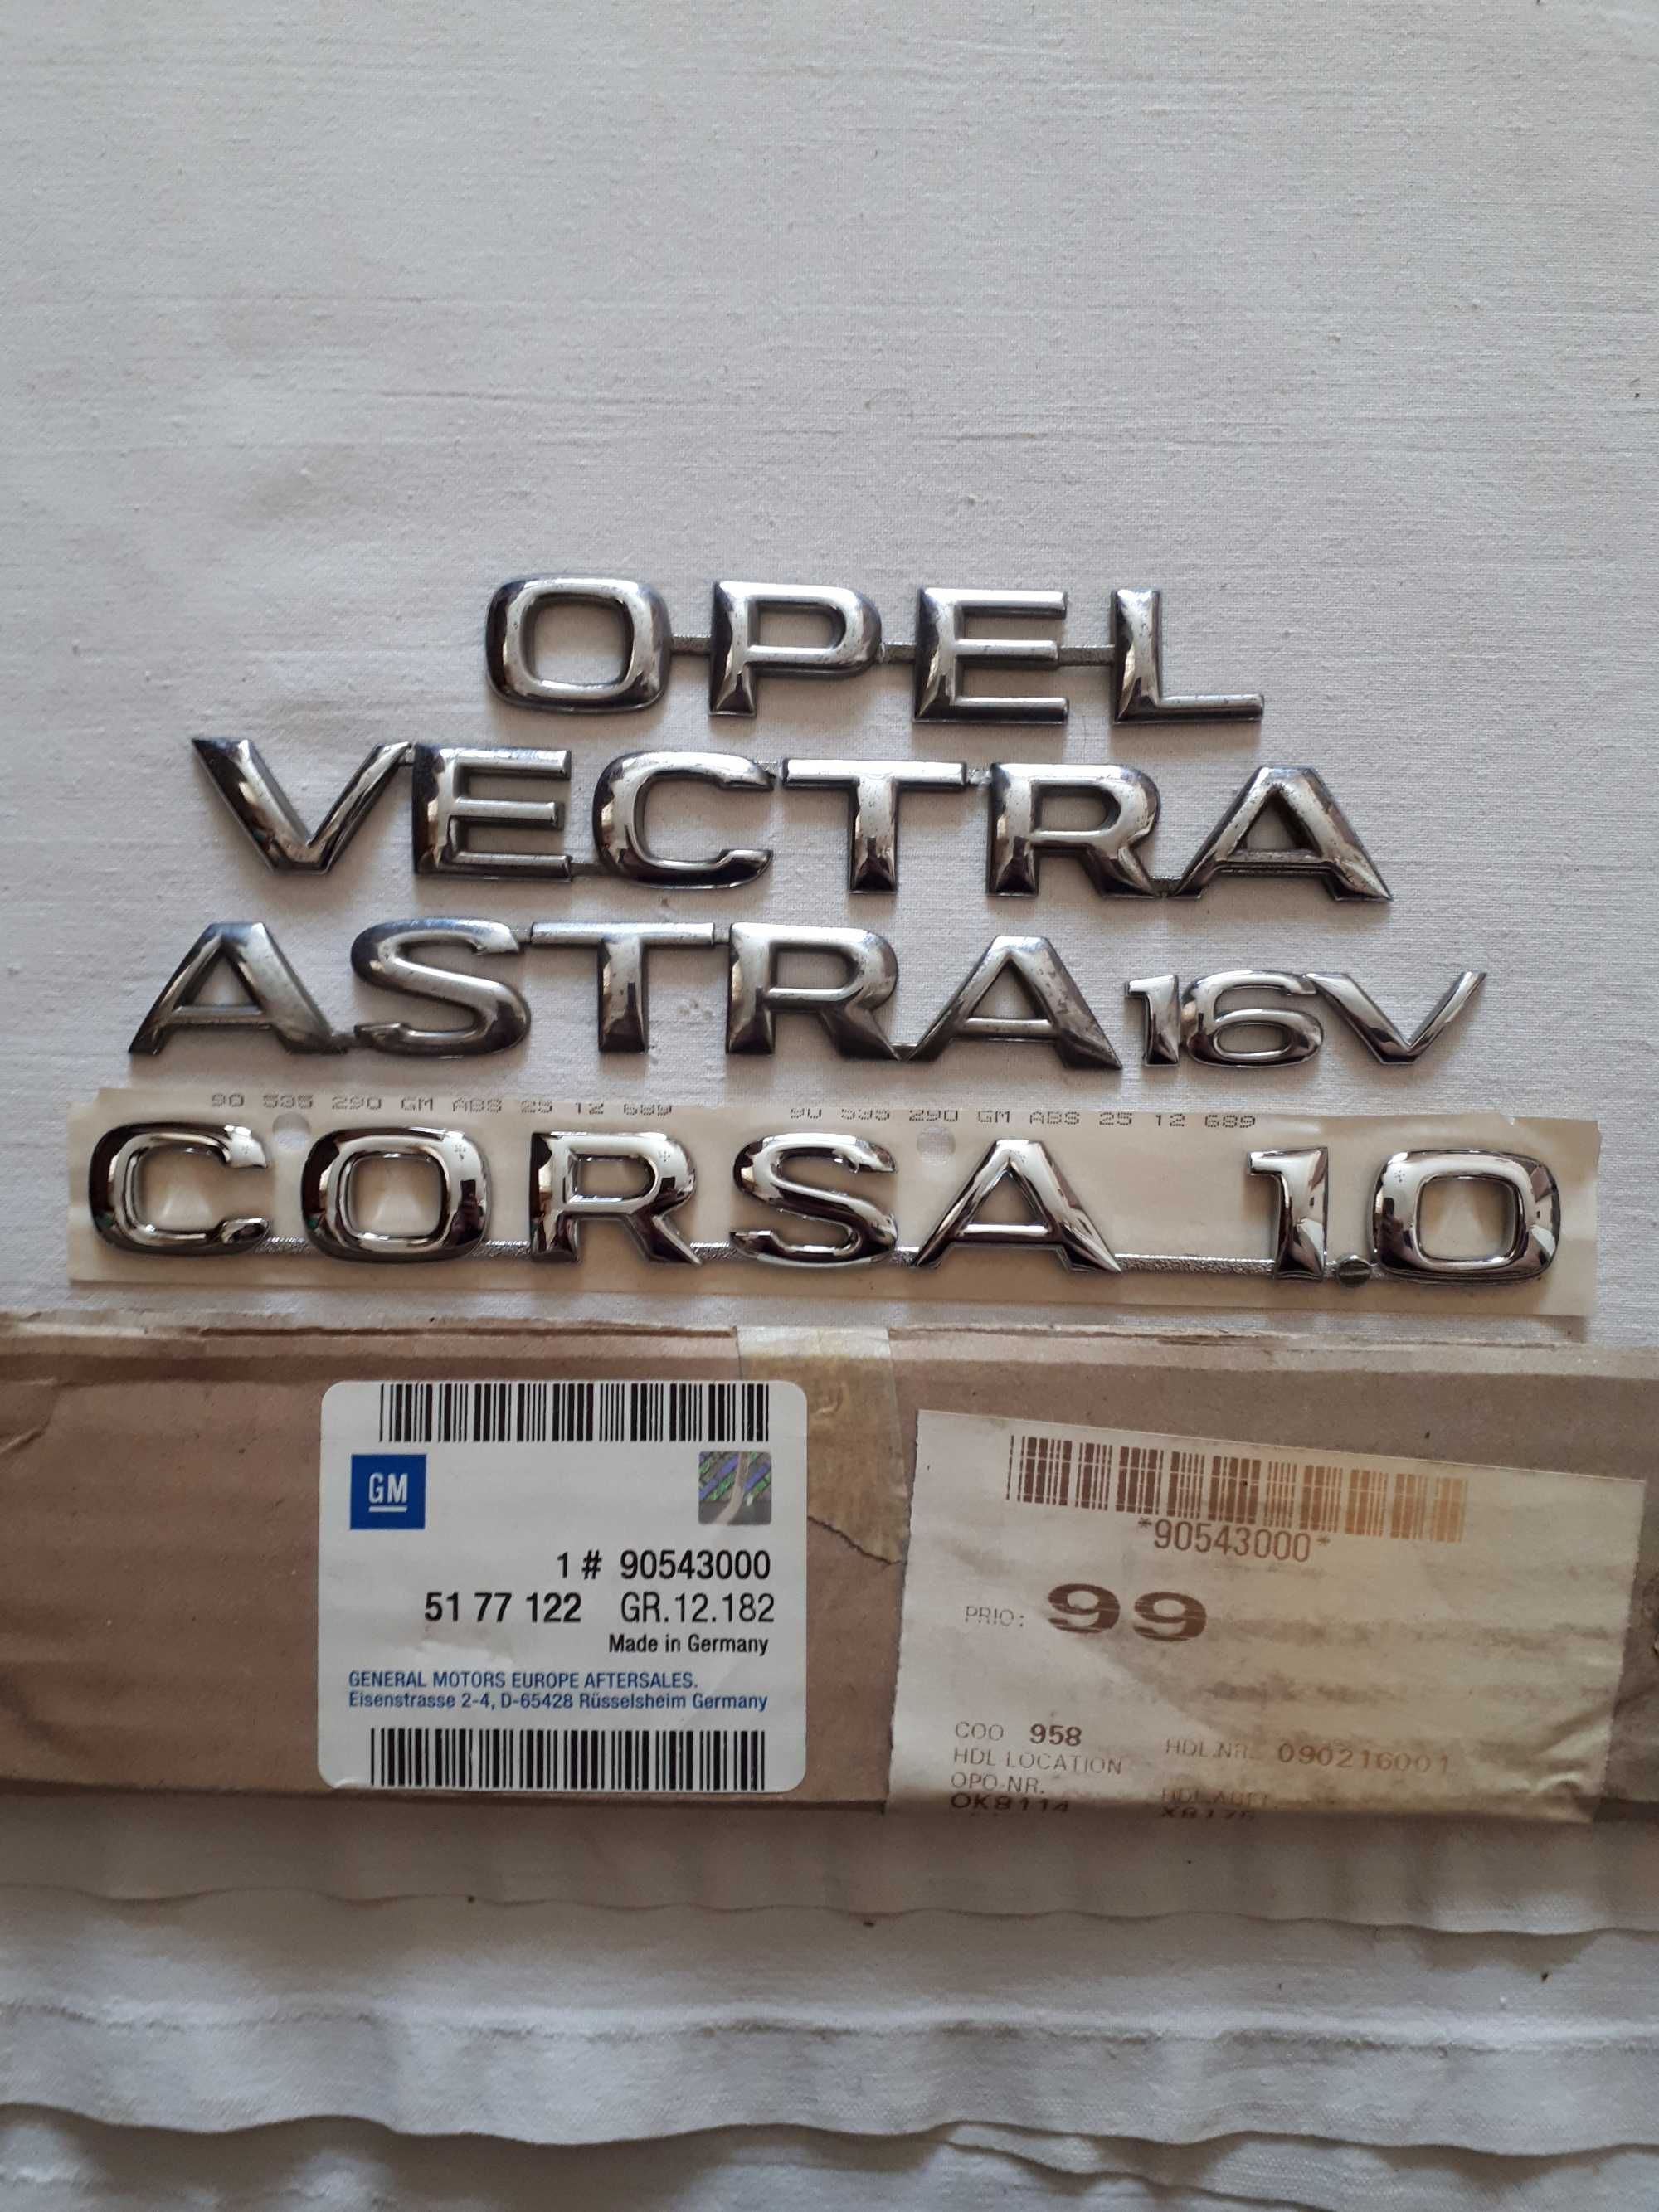 OPEL
VECTRA
ASTRA 16V
90 535 290 GM ABS 25 12 689 90 535 290 GM ABS 25 12 689
CORSA 1.0
GM
1 # 90543000
51 77 122 GR.12.182
Made in Germany
GENERAL MOTORS EUROPE AFTERSALES.
Eisenstrasse 2-4, D-65428 Rüsselsheim Germany
*90543000*
PRIO: 99
COO 958 HDL.NR. 090216001
HDL LOCATION
OPO-NR.
OK8114